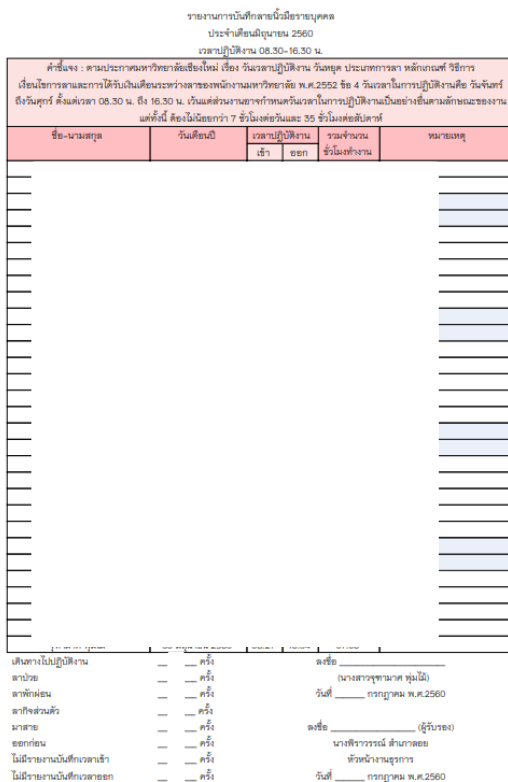 รายงานการบันทึกลายนิ้วมือรายบุคคล
ประจำเดือนมิถุนายน 2560
เวลาปฏิบัติงาน 08.30-16.30 น.
คำชี้แจง : ตามประกาศมหาวิทยาลัยเชียงใหม่ เรื่อง วันเวลาปฏิบัติงาน วันหยุด ประเภทการลา หลักเกณฑ์ วิธีการ
เงื่อนไขการลาและการได้รับเงินเดือนระหว่างลาของพนักงานมหาวิทยาลัย พ.ศ.2552 ข้อ 4 วันเวลาในการปฏิบัติงานคือ วันจันทร์
ถึงวันศุกร์ ตั้งแต่เวลา 08.30 น. ถึง 16.30 น. เว้นแต่ส่วนงานอาจกำหนดวันเวลาในการปฏิบัติงานเป็นอย่างอื่นตามลักษณะของงาน
แต่ทั้งนี้ ต้องไม่น้อยกว่า 7 ชั่วโมงต่อวันและ 35 ชั่วโมงต่อสัปดาห์
ชื่อ-นามสกุล วันเดือนปี เวลาปฏิบัติงาน รวมจำนวน หมายเหตุ
เข้า ออก ชั่วโมงทำงาน
เดินทางไปปฏิบัติงาน __ __ ครั้ง ลงชื่อ ____________________
ลาป่วย __ __ ครั้ง (นางสาวจุฑามาศ พุ่มไม้)
ลาพักผ่อน __ __ ครั้ง วันที่ ______ กรกฎาคม พ.ศ.2560
ลากิจส่วนตัว __ __ ครั้ง
มาสาย __ __ ครั้ง ลงชื่อ ________________ (ผู้รับรอง)
ออกก่อน __ __ ครั้ง นางพิราวรรณ์ สำเภาลอย
ไม่มีรายงานบันทึกเวลาเข้า __ __ ครั้ง หัวหน้างานธุรการ
ไม่มีรายงานบันทึกเวลาออก __ __ ครั้ง วันที่ ______ กรกฎาคม พ.ศ.2560